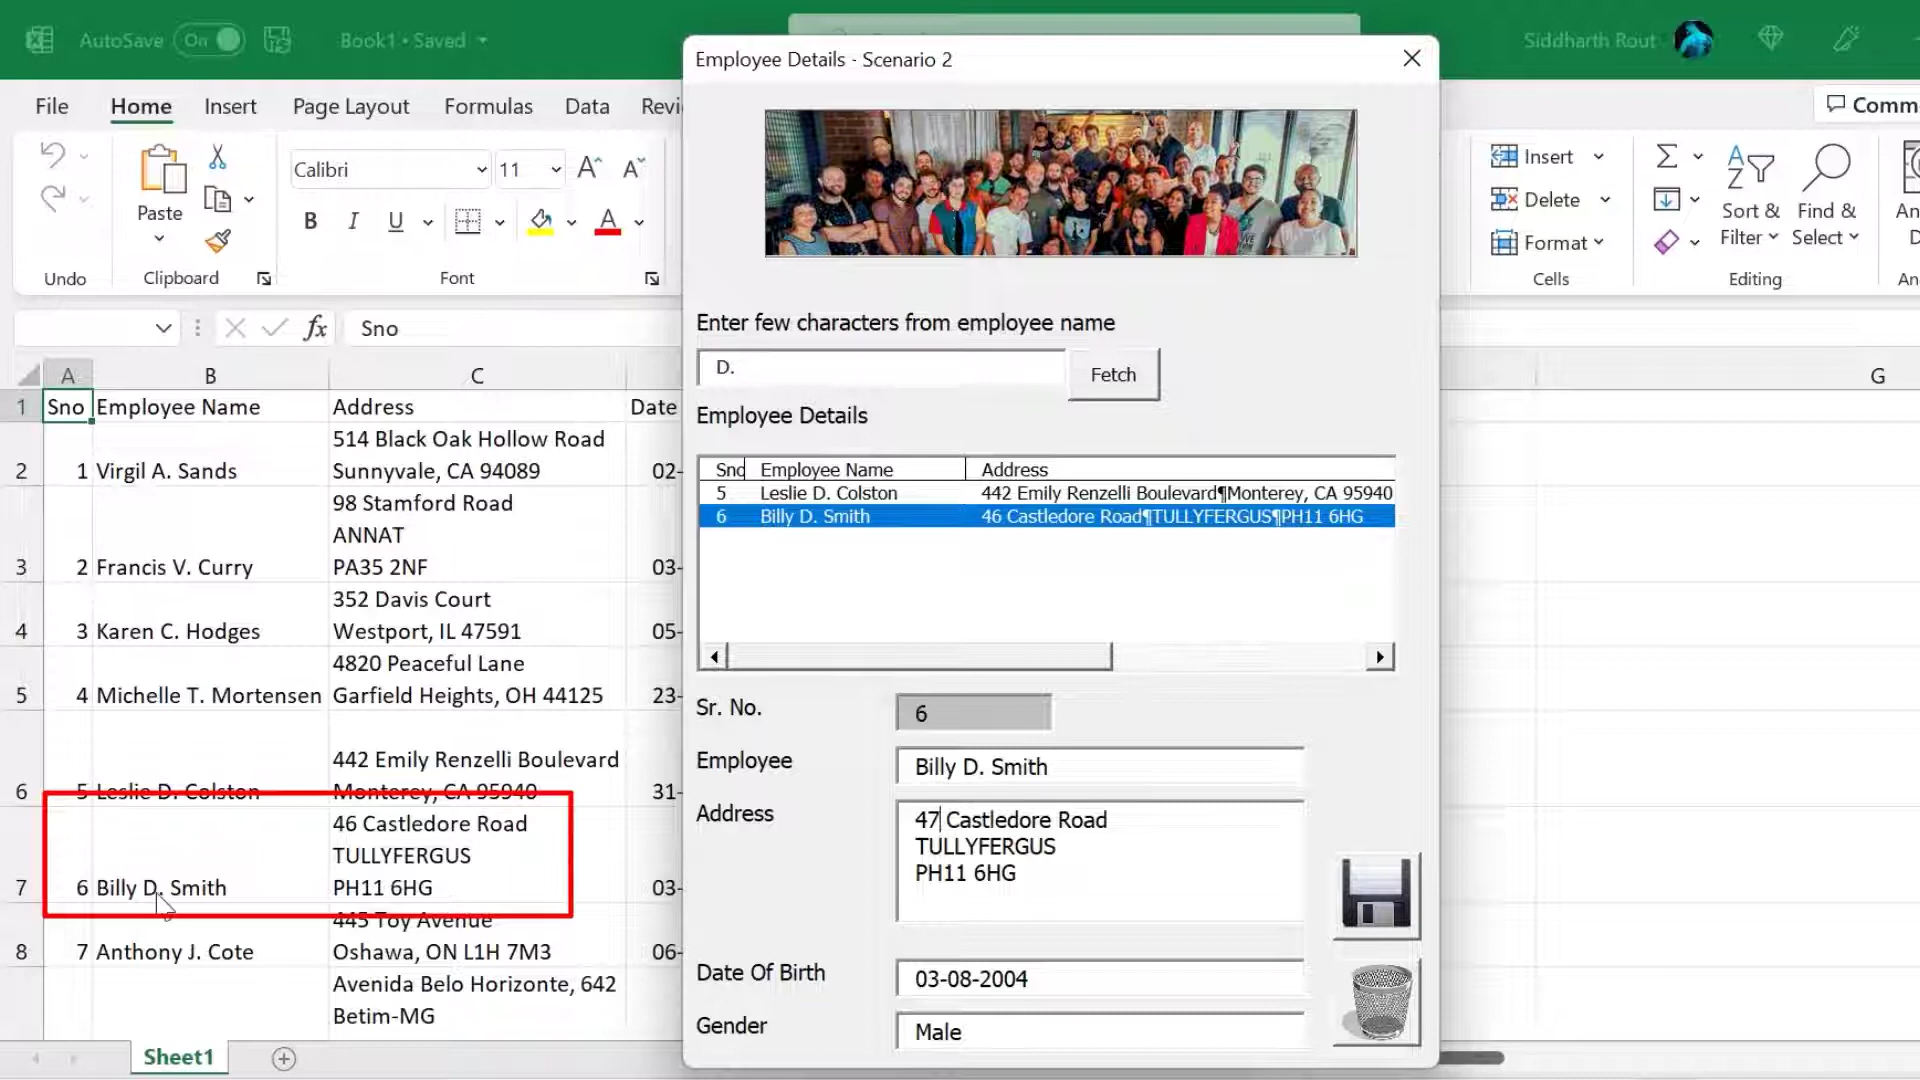 AutoSave On Book1 • Saved Siddharth Rout
File Home Insert Page Layout Formulas Data Comm
Undo
Paste
Clipboard
Calibri 11
B I U A
Font
Insert
Delete
Format
Cells
Sort & Filter
Find & Select
Editing
fx Sno
A B C G
1 Sno Employee Name Address Date
514 Black Oak Hollow Road
2 1 Virgil A. Sands Sunnyvale, CA 94089 02-
98 Stamford Road
ANNAT
3 2 Francis V. Curry PA35 2NF 03-
352 Davis Court
4 3 Karen C. Hodges Westport, IL 47591 05-
4820 Peaceful Lane
5 4 Michelle T. Mortensen Garfield Heights, OH 44125 23-
442 Emily Renzelli Boulevard
6 5 Leslie D. Colston Monterey, CA 95940 31-
46 Castledore Road
TULLYFERGUS
7 6 Billy D. Smith PH11 6HG 03-
445 Toy Avenue
8 7 Anthony J. Cote Oshawa, ON L1H 7M3 06-
Avenida Belo Horizonte, 642
Betim-MG
Sheet1
Employee Details - Scenario 2
Enter few characters from employee name
D. Fetch
Employee Details
Sno Employee Name Address
5 Leslie D. Colston 442 Emily Renzelli Boulevard¶Monterey, CA 95940
6 Billy D. Smith 46 Castledore Road¶TULLYFERGUS¶PH11 6HG
Sr. No. 6
Employee Billy D. Smith
Address 47 Castledore Road
TULLYFERGUS
PH11 6HG
Date Of Birth 03-08-2004
Gender Male